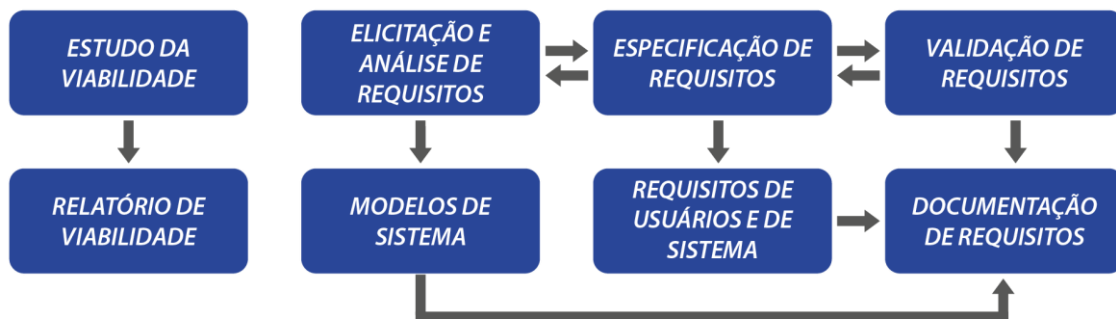 ESTUDO DA
VIABILIDADE
ELICITAÇÃO E
ANÁLISE DE
REQUISITOS
ESPECIFICAÇÃO DE
REQUISITOS
VALIDAÇÃO DE
REQUISITOS
RELATÓRIO DE
VIABILIDADE
MODELOS DE
SISTEMA
REQUISITOS DE
USUÁRIOS E DE
SISTEMA
DOCUMENTAÇÃO
DE REQUISITOS